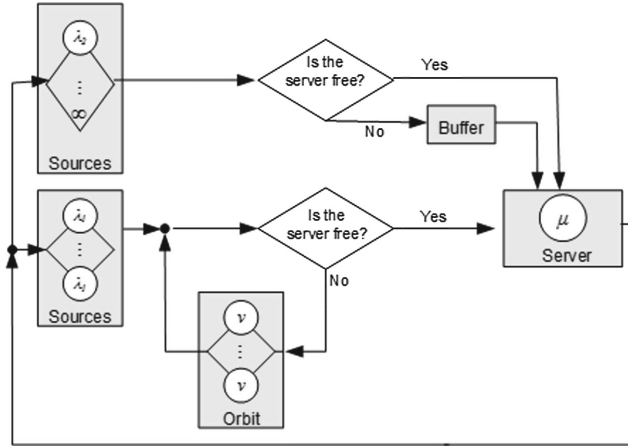 λ₂
⋮
∞
Sources
Is the
server free?
Yes
No
Buffer
λ₁
⋮
λ₁
Sources
Is the
server free?
Yes
No
μ
Server
ν
⋮
ν
Orbit